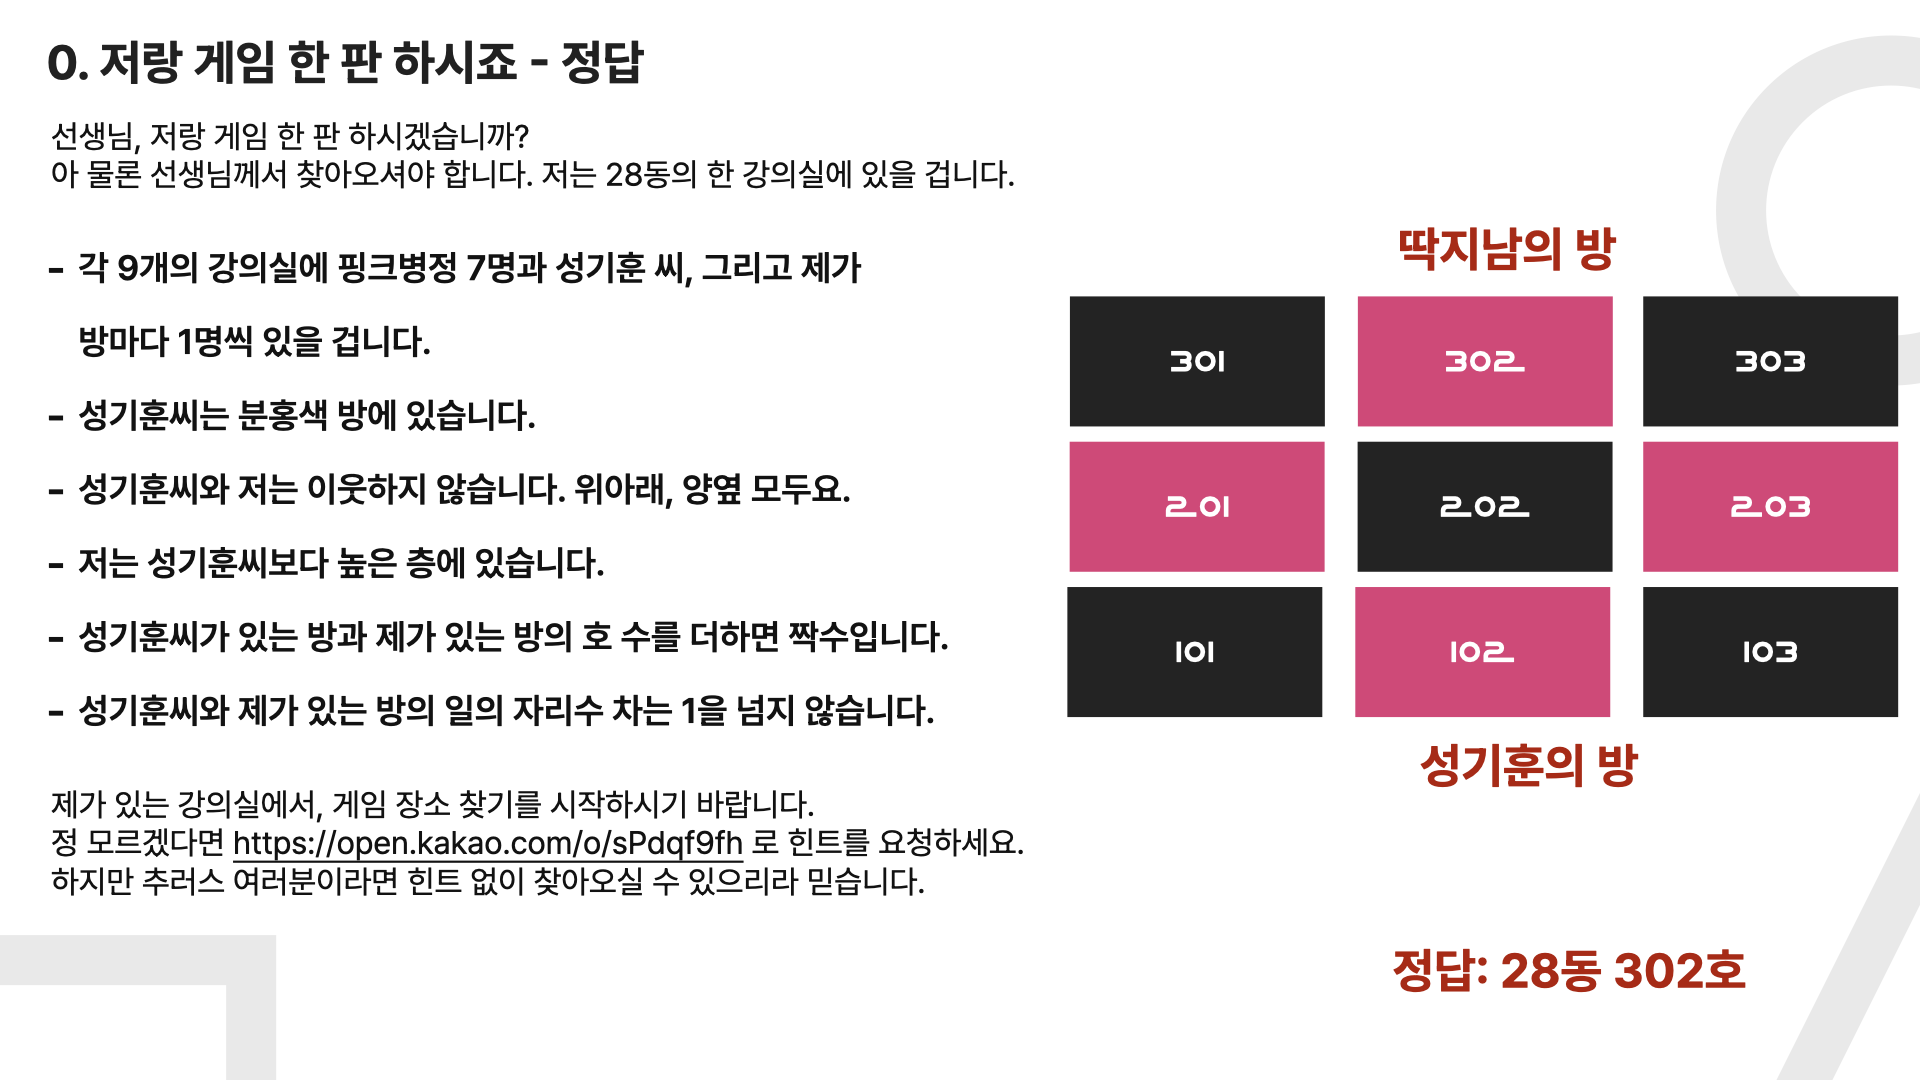 0. 저랑 게임 한 판 하시죠 - 정답
선생님, 저랑 게임 한 판 하시겠습니까?
아 물론 선생님께서 찾아오셔야 합니다. 저는 28동의 한 강의실에 있을 겁니다.
- 각 9개의 강의실에 핑크병정 7명과 성기훈 씨, 그리고 제가
방마다 1명씩 있을 겁니다.
- 성기훈씨는 분홍색 방에 있습니다.
- 성기훈씨와 저는 이웃하지 않습니다. 위아래, 양옆 모두요.
- 저는 성기훈씨보다 높은 층에 있습니다.
- 성기훈씨가 있는 방과 제가 있는 방의 호 수를 더하면 짝수입니다.
- 성기훈씨와 제가 있는 방의 일의 자리수 차는 1을 넘지 않습니다.
제가 있는 강의실에서, 게임 장소 찾기를 시작하시기 바랍니다.
정 모르겠다면 https://open.kakao.com/o/sPdqf9fh 로 힌트를 요청하세요.
하지만 추러스 여러분이라면 힌트 없이 찾아오실 수 있으리라 믿습니다.
딱지남의 방
301
302
303
201
202
203
101
102
103
성기훈의 방
정답: 28동 302호